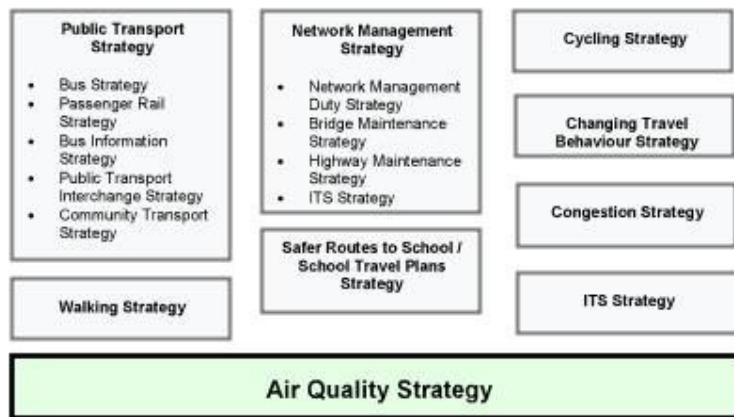 Public Transport
Strategy
• Bus Strategy
• Passenger Rail
Strategy
• Bus Information
Strategy
• Public Transport
Interchange Strategy
• Community Transport
Strategy
Walking Strategy
Network Management
Strategy
• Network Management
Duty Strategy
• Bridge Maintenance
Strategy
• Highway Maintenance
Strategy
• ITS Strategy
Safer Routes to School /
School Travel Plans
Strategy
Cycling Strategy
Changing Travel
Behaviour Strategy
Congestion Strategy
ITS Strategy
Air Quality Strategy